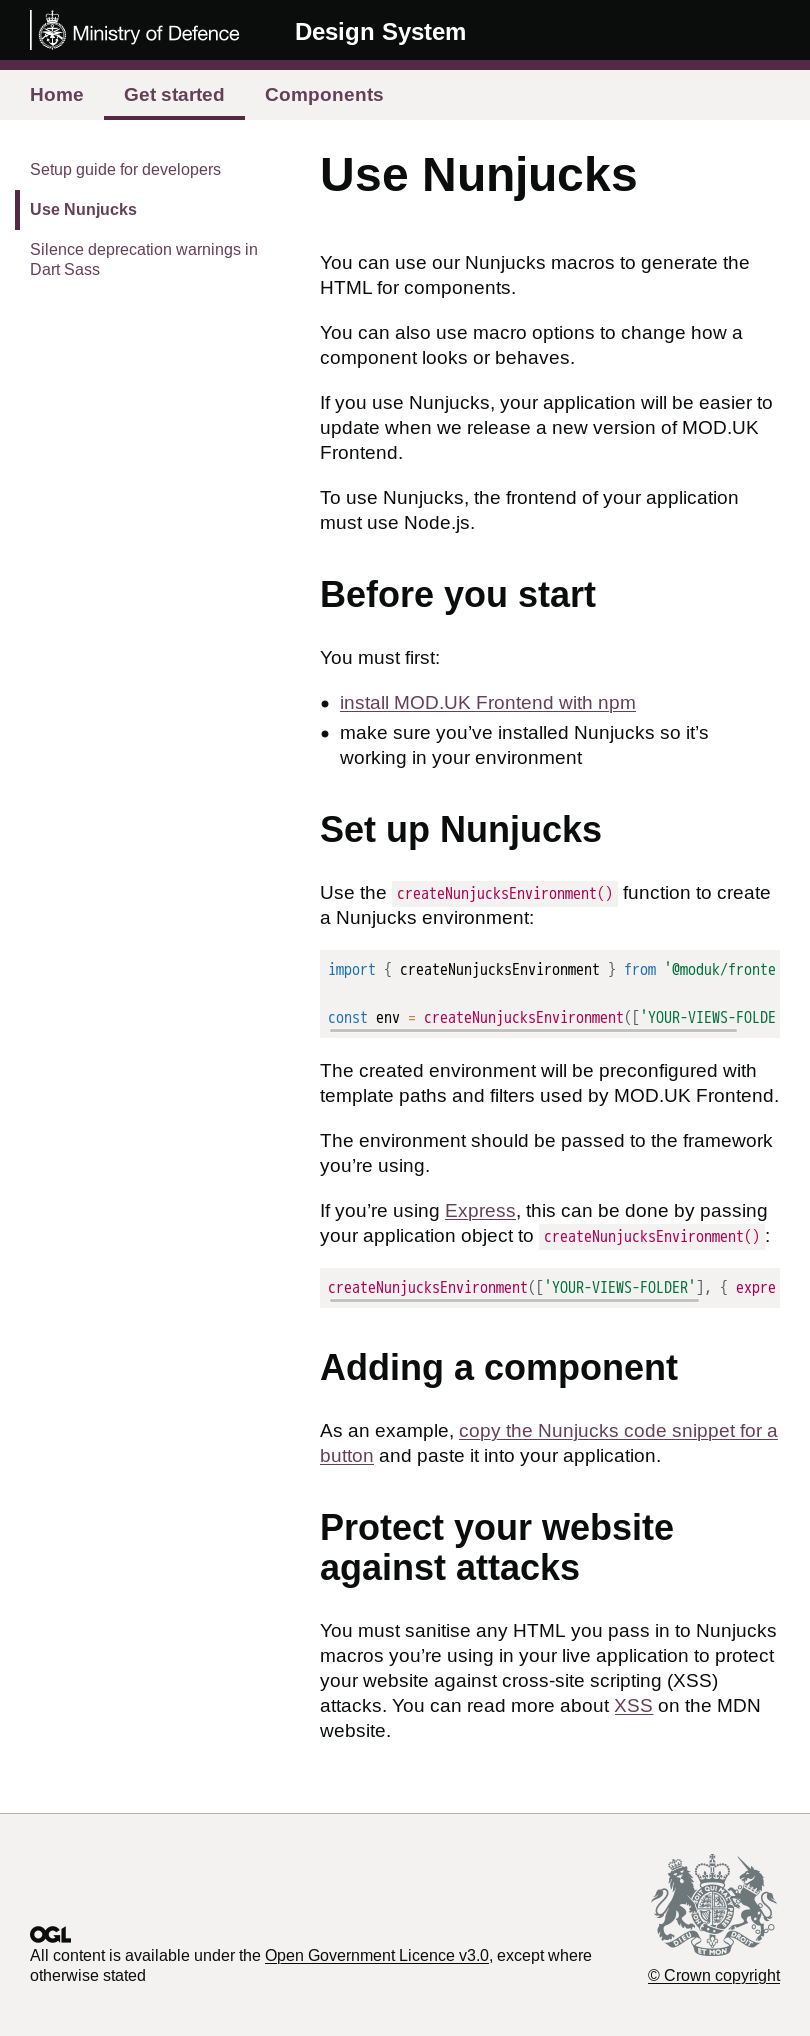 Ministry of Defence
Design System
Home Get started Components
Setup guide for developers
Use Nunjucks
Silence deprecation warnings in
Dart Sass
Use Nunjucks
You can use our Nunjucks macros to generate the
HTML for components.
You can also use macro options to change how a
component looks or behaves.
If you use Nunjucks, your application will be easier to
update when we release a new version of MOD.UK
Frontend.
To use Nunjucks, the frontend of your application
must use Node.js.
Before you start
You must first:
install MOD.UK Frontend with npm
make sure you’ve installed Nunjucks so it’s
working in your environment
Set up Nunjucks
Use the createNunjucksEnvironment() function to create
a Nunjucks environment:
import { createNunjucksEnvironment } from '@moduk/fronte
const env = createNunjucksEnvironment(['YOUR-VIEWS-FOLDE
The created environment will be preconfigured with
template paths and filters used by MOD.UK Frontend.
The environment should be passed to the framework
you’re using.
If you’re using Express, this can be done by passing
your application object to createNunjucksEnvironment():
createNunjucksEnvironment(['YOUR-VIEWS-FOLDER'], { expre
Adding a component
As an example, copy the Nunjucks code snippet for a
button and paste it into your application.
Protect your website
against attacks
You must sanitise any HTML you pass in to Nunjucks
macros you’re using in your live application to protect
your website against cross-site scripting (XSS)
attacks. You can read more about XSS on the MDN
website.
OGL
All content is available under the Open Government Licence v3.0, except where
otherwise stated
DIEU ET MON DROIT
© Crown copyright